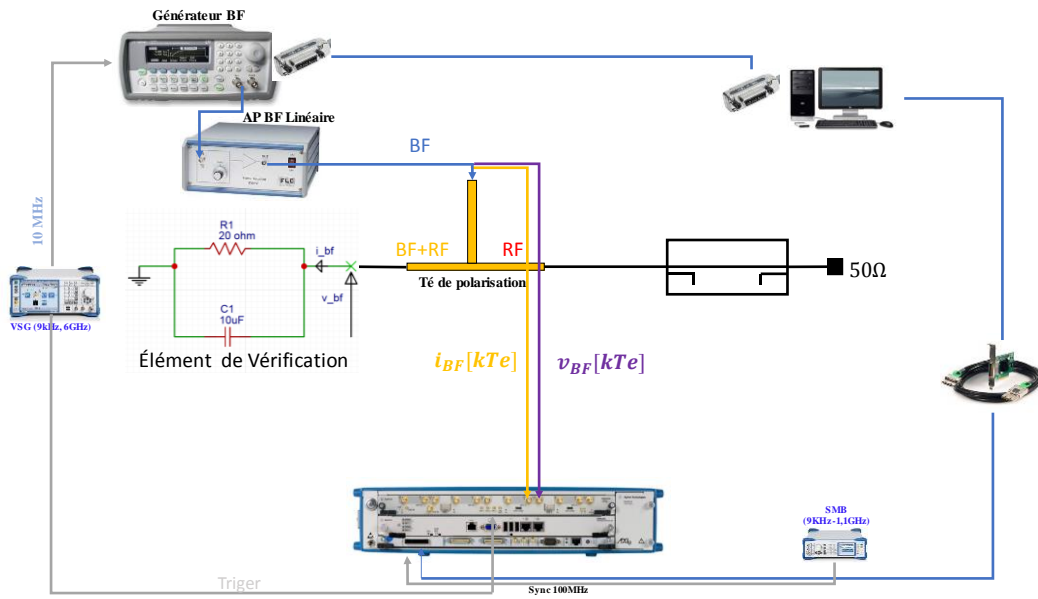 Générateur BF
AP BF Linéaire
BF
10 MHz
R1
20 ohm
i_bf
BF+RF
RF
50Ω
Té de polarisation
v_bf
C1
10uF
VSG (9kHz, 6GHz)
Élément de Vérification
i_BF[kTe]
v_BF[kTe]
SMB
(9KHz-1,1GHz)
Triger
Sync 100MHz